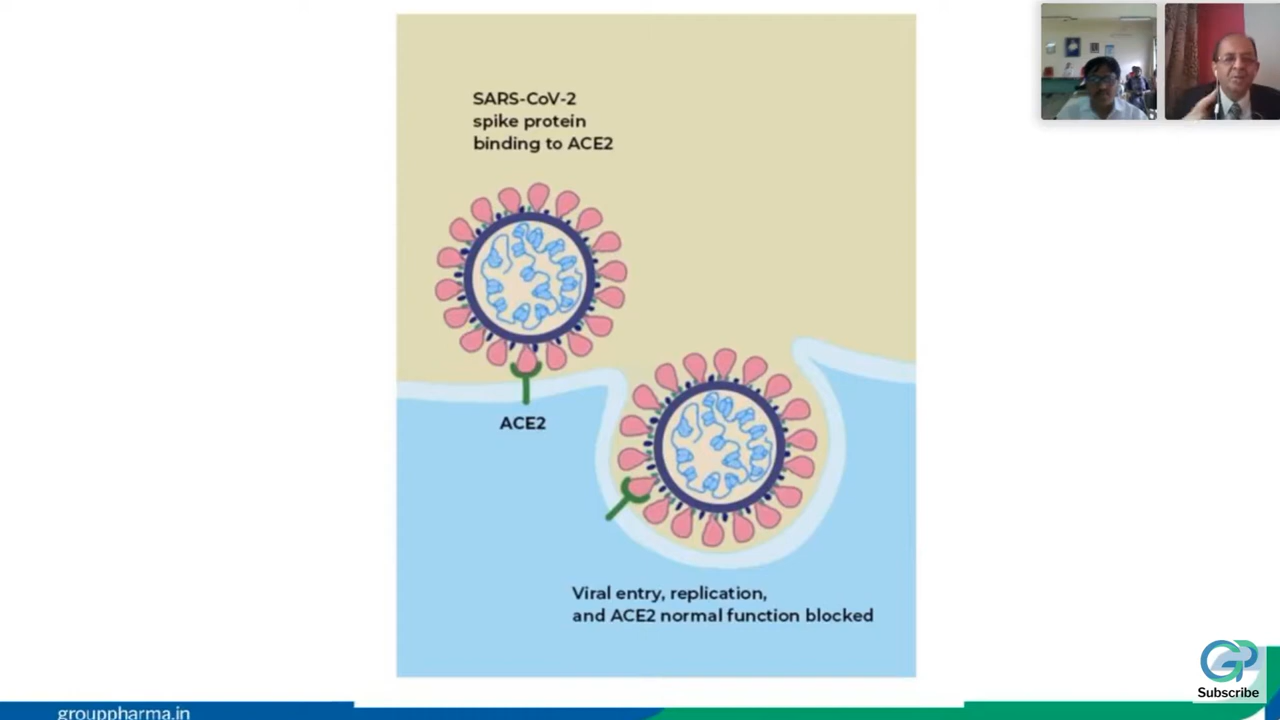 SARS-CoV-2
spike protein
binding to ACE2
ACE2
Viral entry, replication,
and ACE2 normal function blocked
GP
Subscribe
grouppharma.in